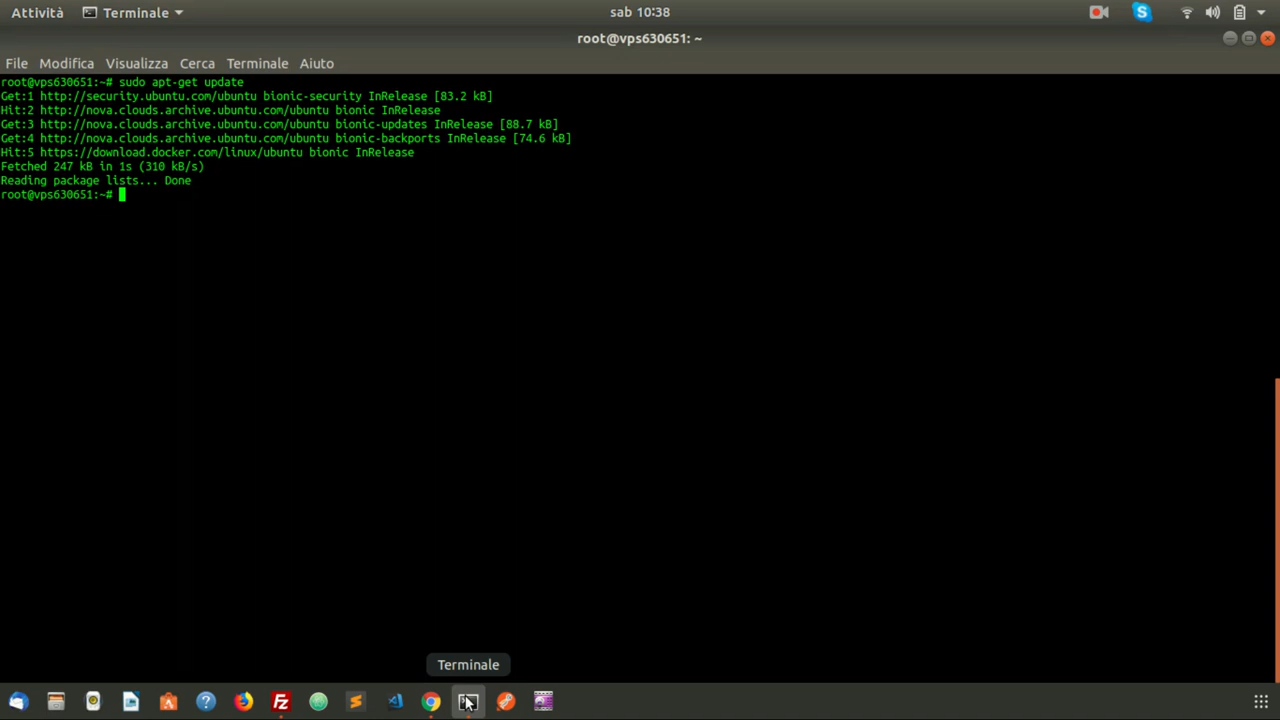 Attività Terminale sab 10:38
root@vps630651: ~
File Modifica Visualizza Cerca Terminale Aiuto
root@vps630651:~# sudo apt-get update
Get:1 http://security.ubuntu.com/ubuntu bionic-security InRelease [83.2 kB]
Hit:2 http://nova.clouds.archive.ubuntu.com/ubuntu bionic InRelease
Get:3 http://nova.clouds.archive.ubuntu.com/ubuntu bionic-updates InRelease [88.7 kB]
Get:4 http://nova.clouds.archive.ubuntu.com/ubuntu bionic-backports InRelease [74.6 kB]
Hit:5 https://download.docker.com/linux/ubuntu bionic InRelease
Fetched 247 kB in 1s (310 kB/s)
Reading package lists... Done
root@vps630651:~#
Terminale